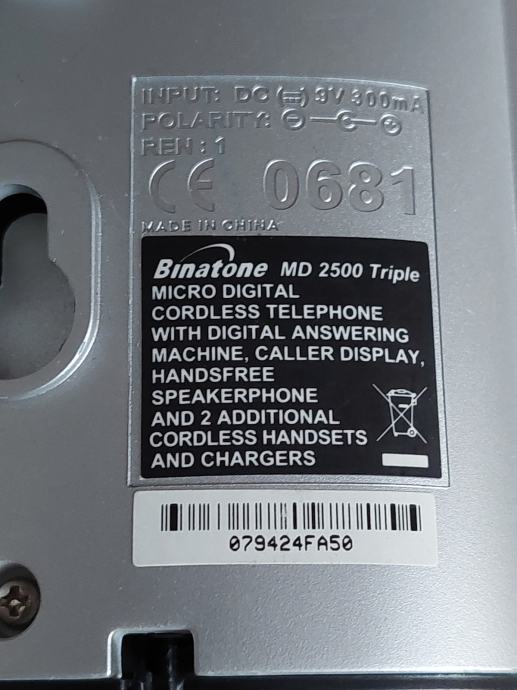 INPUT: DC 9V 300mA
POLARITY:
REN : 1
CE 0681
MADE IN CHINA
Binatone MD 2500 Triple
MICRO DIGITAL
CORDLESS TELEPHONE
WITH DIGITAL ANSWERING
MACHINE, CALLER DISPLAY,
HANDSFREE
SPEAKERPHONE
AND 2 ADDITIONAL
CORDLESS HANDSETS
AND CHARGERS
079424FA50